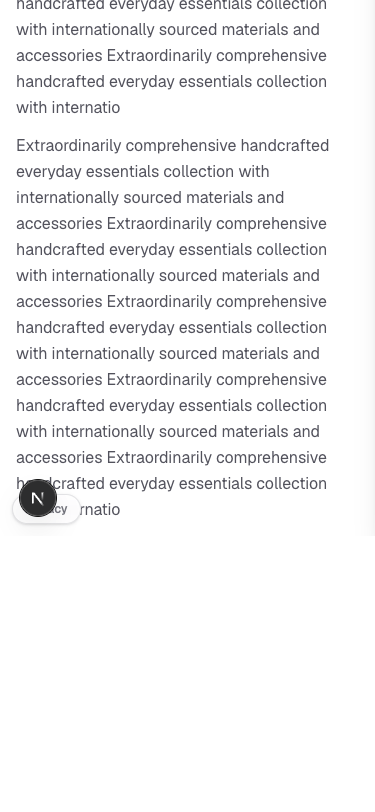 handcrafted everyday essentials collection
with internationally sourced materials and
accessories Extraordinarily comprehensive
handcrafted everyday essentials collection
with internatio
Extraordinarily comprehensive handcrafted
everyday essentials collection with
internationally sourced materials and
accessories Extraordinarily comprehensive
handcrafted everyday essentials collection
with internationally sourced materials and
accessories Extraordinarily comprehensive
handcrafted everyday essentials collection
with internationally sourced materials and
accessories Extraordinarily comprehensive
handcrafted everyday essentials collection
with internationally sourced materials and
accessories Extraordinarily comprehensive
essentials collection